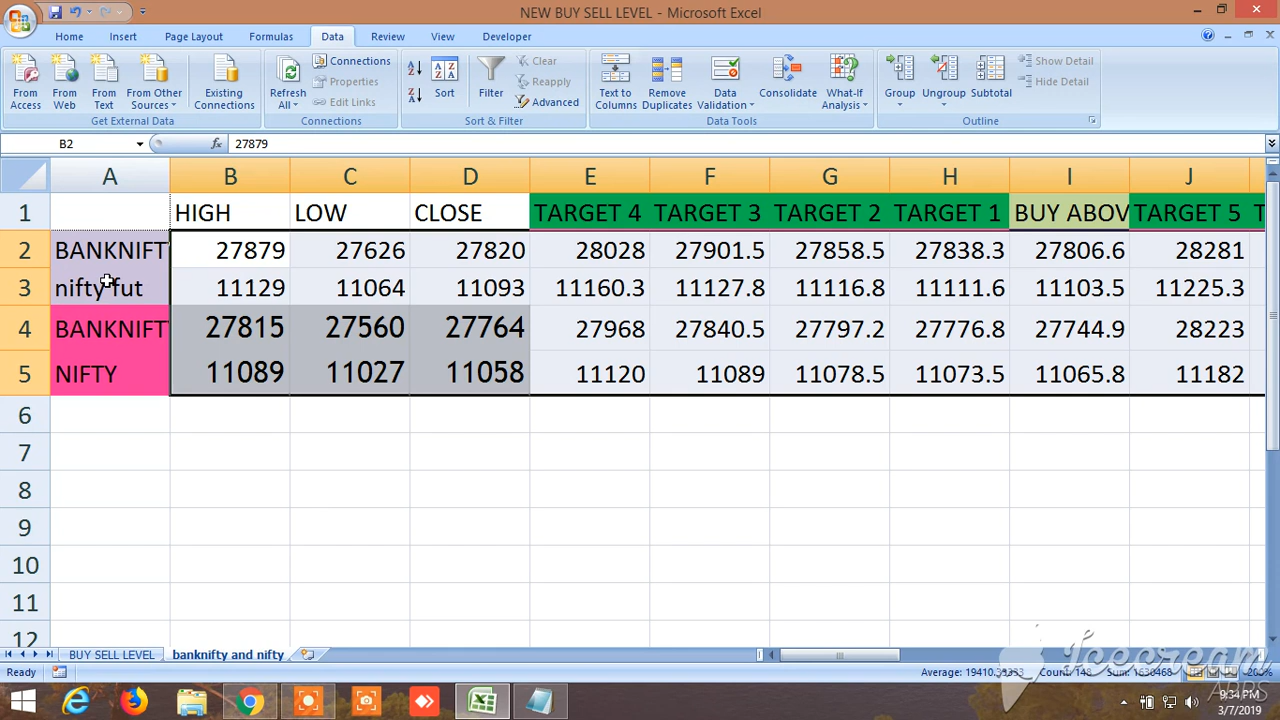 NEW BUY SELL LEVEL - Microsoft Excel
Home Insert Page Layout Formulas Data Review View Developer
From Access
From Web
From Text
From Other Sources
Existing Connections
Get External Data
Refresh All
Connections
Properties
Edit Links
Connections
Sort
Filter
Clear
Reapply
Advanced
Sort & Filter
Text to Columns
Remove Duplicates
Data Validation
Consolidate
What-If Analysis
Data Tools
Group
Ungroup
Subtotal
Show Detail
Hide Detail
Outline
B2 fx 27879
A B C D E F G H I J
1 HIGH LOW CLOSE TARGET 4 TARGET 3 TARGET 2 TARGET 1 BUY ABOV TARGET 5 T
2 BANKNIFT 27879 27626 27820 28028 27901.5 27858.5 27838.3 27806.6 28281
3 nifty fut 11129 11064 11093 11160.3 11127.8 11116.8 11111.6 11103.5 11225.3
4 BANKNIFT 27815 27560 27764 27968 27840.5 27797.2 27776.8 27744.9 28223
5 NIFTY 11089 11027 11058 11120 11089 11078.5 11073.5 11065.8 11182
6
7
8
9
10
11
12
BUY SELL LEVEL banknifty and nifty
Ready Average: 19410.33333 Count: 148 Sum: 1630468 200%
Icecream
APPS
9:34 PM
3/7/2019